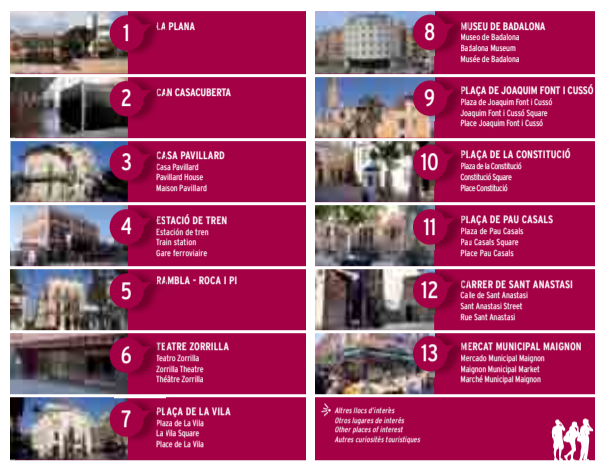 1
LA PLANA
2
CAN CASACUBERTA
3
CASA PAVILLARD
Casa Pavillard
Pavillard House
Maison Pavillard
4
ESTACIÓ DE TREN
Estación de tren
Train station
Gare ferroviaire
5
RAMBLA - ROCA I PI
6
TEATRE ZORRILLA
Teatro Zorrilla
Zorrilla Theatre
Théâtre Zorrilla
7
PLAÇA DE LA VILA
Plaza de La Vila
La Vila Square
Place de La Vila
8
MUSEU DE BADALONA
Museo de Badalona
Badalona Museum
Musée de Badalona
9
PLAÇA DE JOAQUIM FONT I CUSSÓ
Plaza de Joaquim Font i Cussó
Joaquim Font i Cussó Square
Place Joaquim Font i Cussó
10
PLAÇA DE LA CONSTITUCIÓ
Plaza de la Constitució
Constitució Square
Place Constitució
11
PLAÇA DE PAU CASALS
Plaza de Pau Casals
Pau Casals Square
Place Pau Casals
12
CARRER DE SANT ANASTASI
Calle de Sant Anastasi
Sant Anastasi Street
Rue Sant Anastasi
13
MERCAT MUNICIPAL MAIGNON
Mercado Municipal Maignon
Maignon Municipal Market
Marché Municipal Maignon
Altres llocs d'interès
Otros lugares de interés
Other places of interest
Autres curiosités touristiques